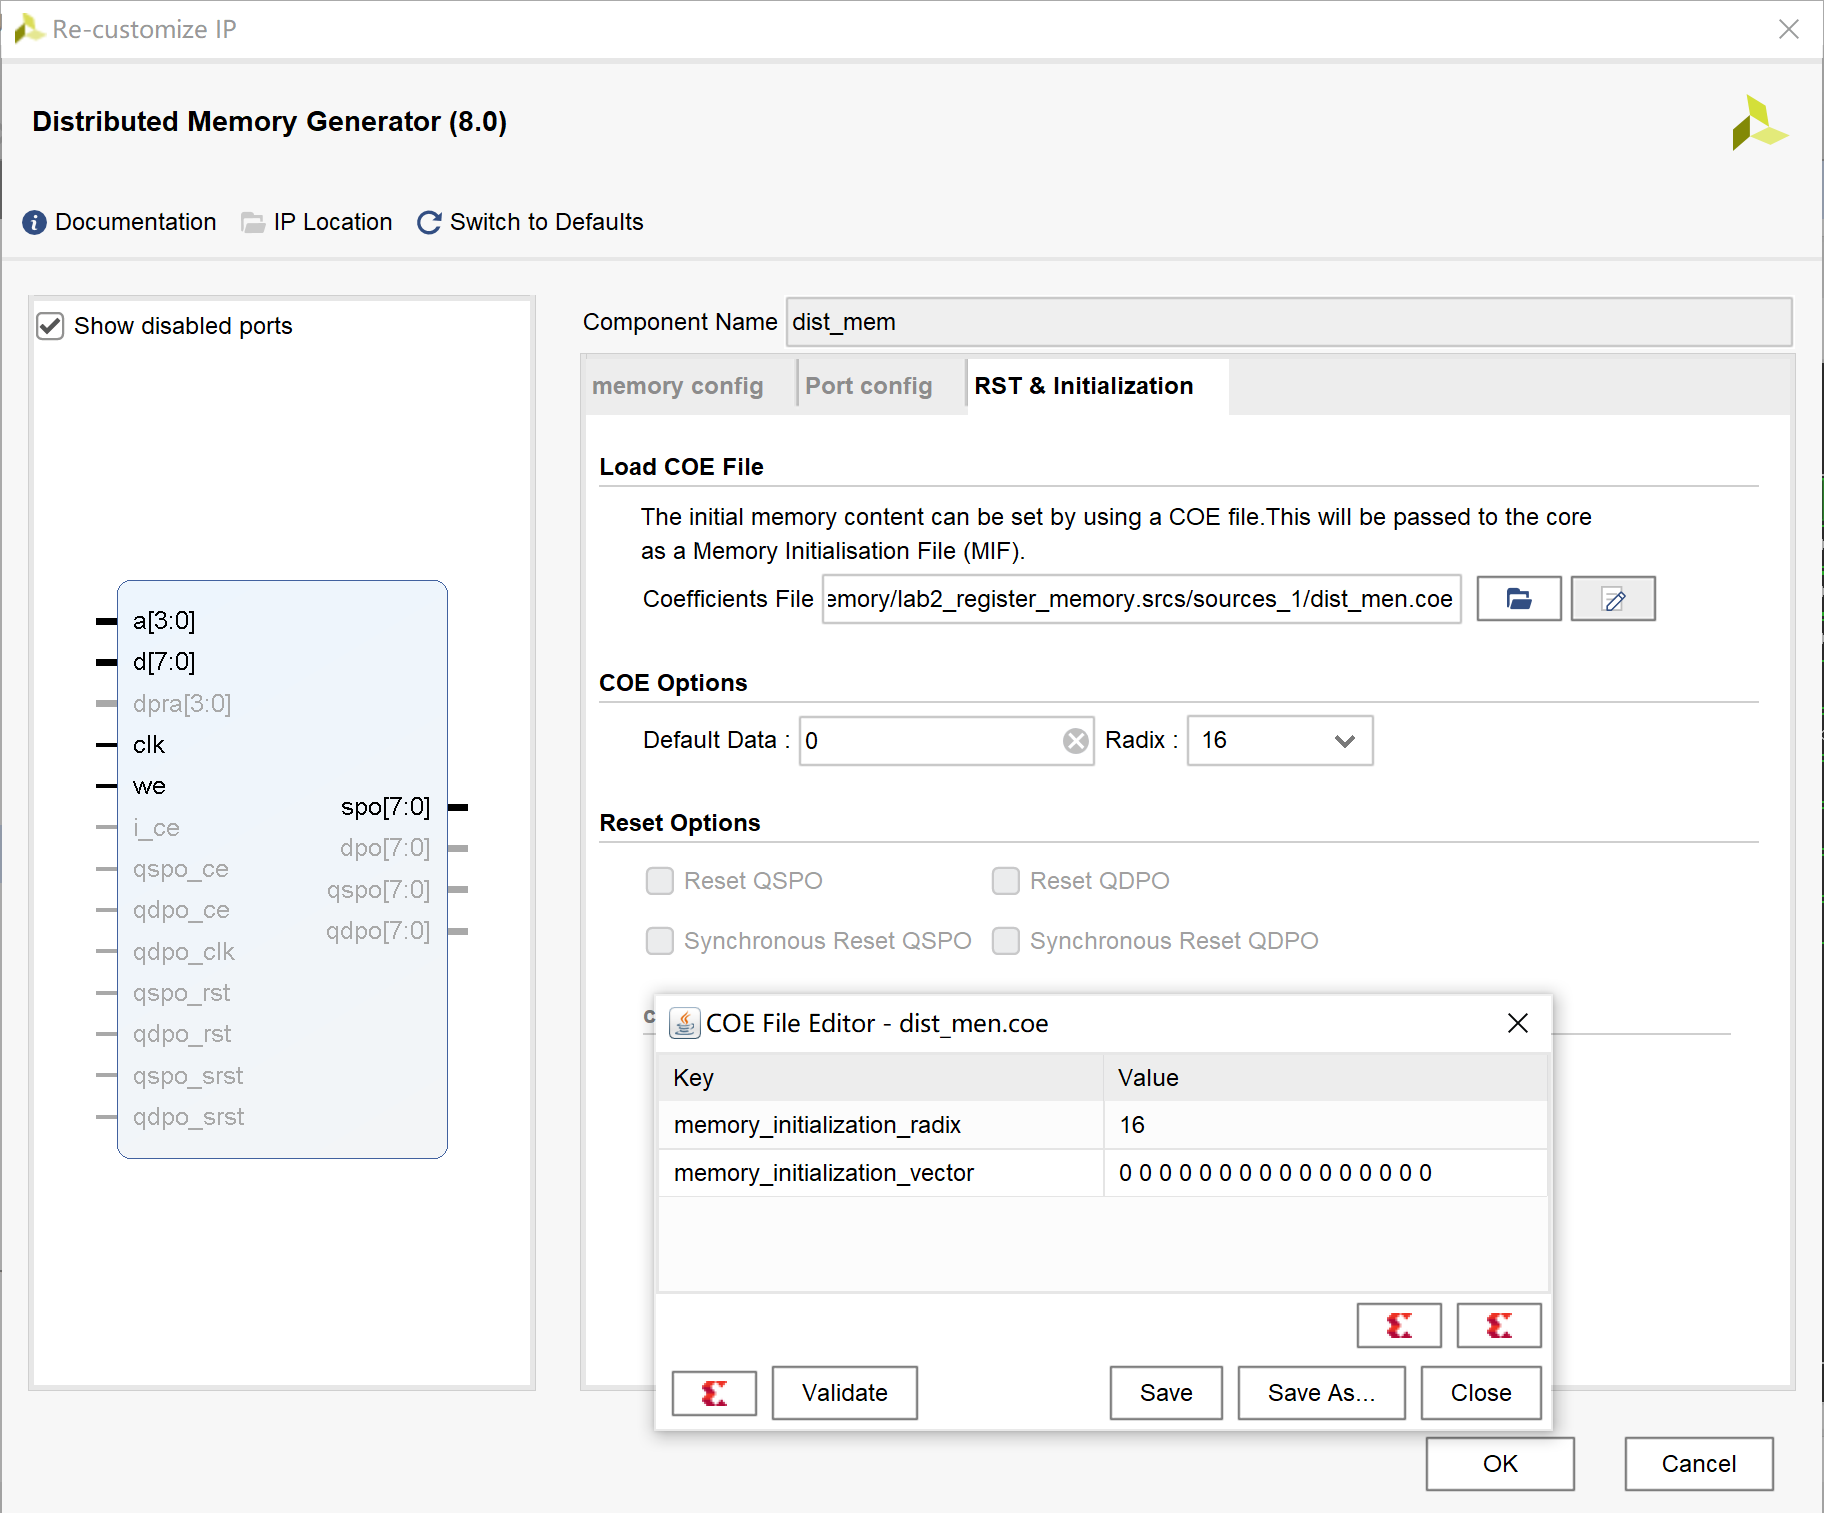 Re-customize IP
Distributed Memory Generator (8.0)
Documentation IP Location Switch to Defaults
Show disabled ports
a[3:0]
d[7:0]
dpra[3:0]
clk
we
i_ce
qspo_ce
qdpo_ce
qdpo_clk
qspo_rst
qdpo_rst
qspo_srst
qdpo_srst
spo[7:0]
dpo[7:0]
qspo[7:0]
qdpo[7:0]
Component Name dist_mem
memory config Port config RST & Initialization
Load COE File
The initial memory content can be set by using a COE file.This will be passed to the core
as a Memory Initialisation File (MIF).
Coefficients File emory/lab2_register_memory.srcs/sources_1/dist_men.coe
COE Options
Default Data : 0 Radix : 16
Reset Options
Reset QSPO Reset QDPO
Synchronous Reset QSPO Synchronous Reset QDPO
COE File Editor - dist_men.coe
Key Value
memory_initialization_radix 16
memory_initialization_vector 0 0 0 0 0 0 0 0 0 0 0 0 0 0 0 0
Validate Save Save As... Close
OK Cancel